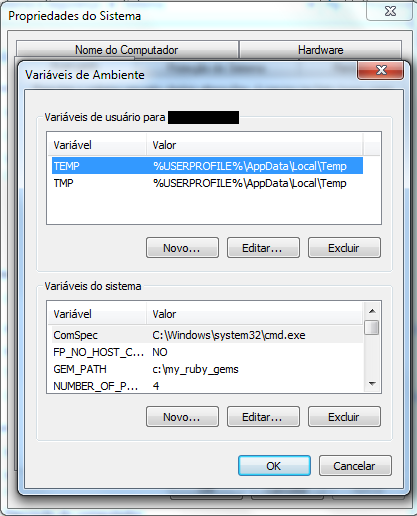 Propriedades do Sistema
Nome do Computador
Hardware
Variáveis de Ambiente
Variáveis de usuário para
Variável Valor
TEMP %USERPROFILE%\AppData\Local\Temp
TMP %USERPROFILE%\AppData\Local\Temp
Novo... Editar... Excluir
Variáveis do sistema
Variável Valor
ComSpec C:\Windows\system32\cmd.exe
FP_NO_HOST_C... NO
GEM_PATH c:\my_ruby_gems
NUMBER_OF_P... 4
Novo... Editar... Excluir
OK Cancelar